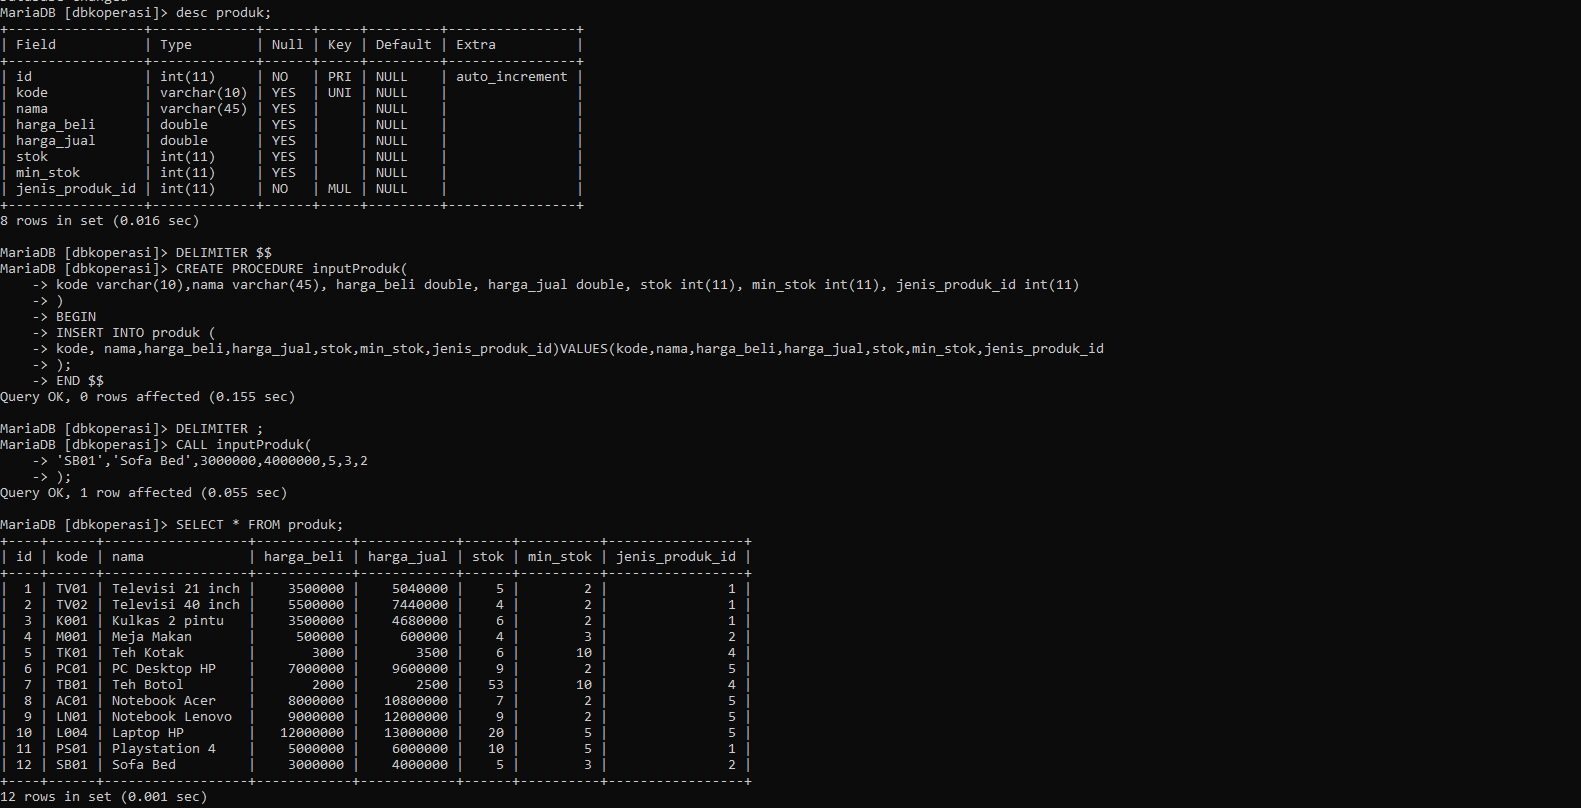 MariaDB [dbkoperasi]> desc produk;
+-----------------+-------------+------+-----+---------+----------------+
| Field           | Type        | Null | Key | Default | Extra          |
+-----------------+-------------+------+-----+---------+----------------+
| id              | int(11)     | NO   | PRI | NULL    | auto_increment |
| kode            | varchar(10) | YES  | UNI | NULL    |                |
| nama            | varchar(45) | YES  |     | NULL    |                |
| harga_beli      | double      | YES  |     | NULL    |                |
| harga_jual      | double      | YES  |     | NULL    |                |
| stok            | int(11)     | YES  |     | NULL    |                |
| min_stok        | int(11)     | YES  |     | NULL    |                |
| jenis_produk_id | int(11)     | NO   | MUL | NULL    |                |
+-----------------+-------------+------+-----+---------+----------------+
8 rows in set (0.016 sec)
MariaDB [dbkoperasi]> DELIMITER $$
MariaDB [dbkoperasi]> CREATE PROCEDURE inputProduk(
    -> kode varchar(10),nama varchar(45), harga_beli double, harga_jual double, stok int(11), min_stok int(11), jenis_produk_id int(11)
    -> )
    -> BEGIN
    -> INSERT INTO produk (
    -> kode, nama,harga_beli,harga_jual,stok,min_stok,jenis_produk_id)VALUES(kode,nama,harga_beli,harga_jual,stok,min_stok,jenis_produk_id
    -> );
    -> END $$
Query OK, 0 rows affected (0.155 sec)
MariaDB [dbkoperasi]> DELIMITER ;
MariaDB [dbkoperasi]> CALL inputProduk(
    -> 'SB01','Sofa Bed',3000000,4000000,5,3,2
    -> );
Query OK, 1 row affected (0.055 sec)
MariaDB [dbkoperasi]> SELECT * FROM produk;
+----+------+------------------+------------+------------+------+----------+-----------------+
| id | kode | nama             | harga_beli | harga_jual | stok | min_stok | jenis_produk_id |
+----+------+------------------+------------+------------+------+----------+-----------------+
|  1 | TV01 | Televisi 21 inch |    3500000 |    5040000 |    5 |        2 |               1 |
|  2 | TV02 | Televisi 40 inch |    5500000 |    7440000 |    4 |        2 |               1 |
|  3 | K001 | Kulkas 2 pintu   |    3500000 |    4680000 |    6 |        2 |               1 |
|  4 | M001 | Meja Makan       |     500000 |     600000 |    4 |        3 |               2 |
|  5 | TK01 | Teh Kotak        |       3000 |       3500 |    6 |       10 |               4 |
|  6 | PC01 | PC Desktop HP    |    7000000 |    9600000 |    9 |        2 |               5 |
|  7 | TB01 | Teh Botol        |       2000 |       2500 |   53 |       10 |               4 |
|  8 | AC01 | Notebook Acer    |    8000000 |   10800000 |    7 |        2 |               5 |
|  9 | LN01 | Notebook Lenovo  |    9000000 |   12000000 |    9 |        2 |               5 |
| 10 | L004 | Laptop HP        |   12000000 |   13000000 |   20 |        5 |               5 |
| 11 | PS01 | Playstation 4    |    5000000 |    6000000 |   10 |        5 |               1 |
| 12 | SB01 | Sofa Bed         |    3000000 |    4000000 |    5 |        3 |               2 |
+----+------+------------------+------------+------------+------+----------+-----------------+
12 rows in set (0.001 sec)